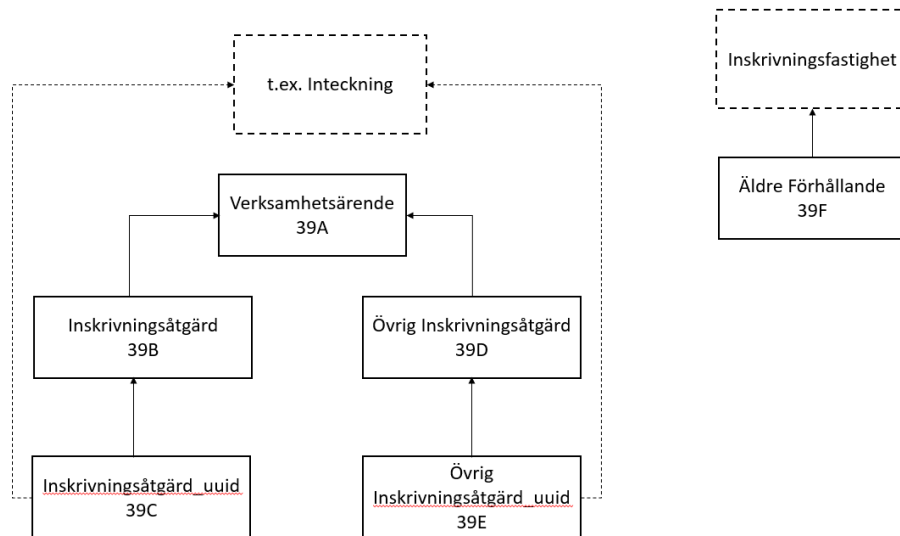 t.ex. Inteckning
Inskrivningsfastighet
Verksamhetsärende
39A
Äldre Förhållande
39F
Inskrivningsåtgärd
39B
Övrig Inskrivningsåtgärd
39D
Inskrivningsåtgärd_uuid
39C
Övrig
Inskrivningsåtgärd_uuid
39E